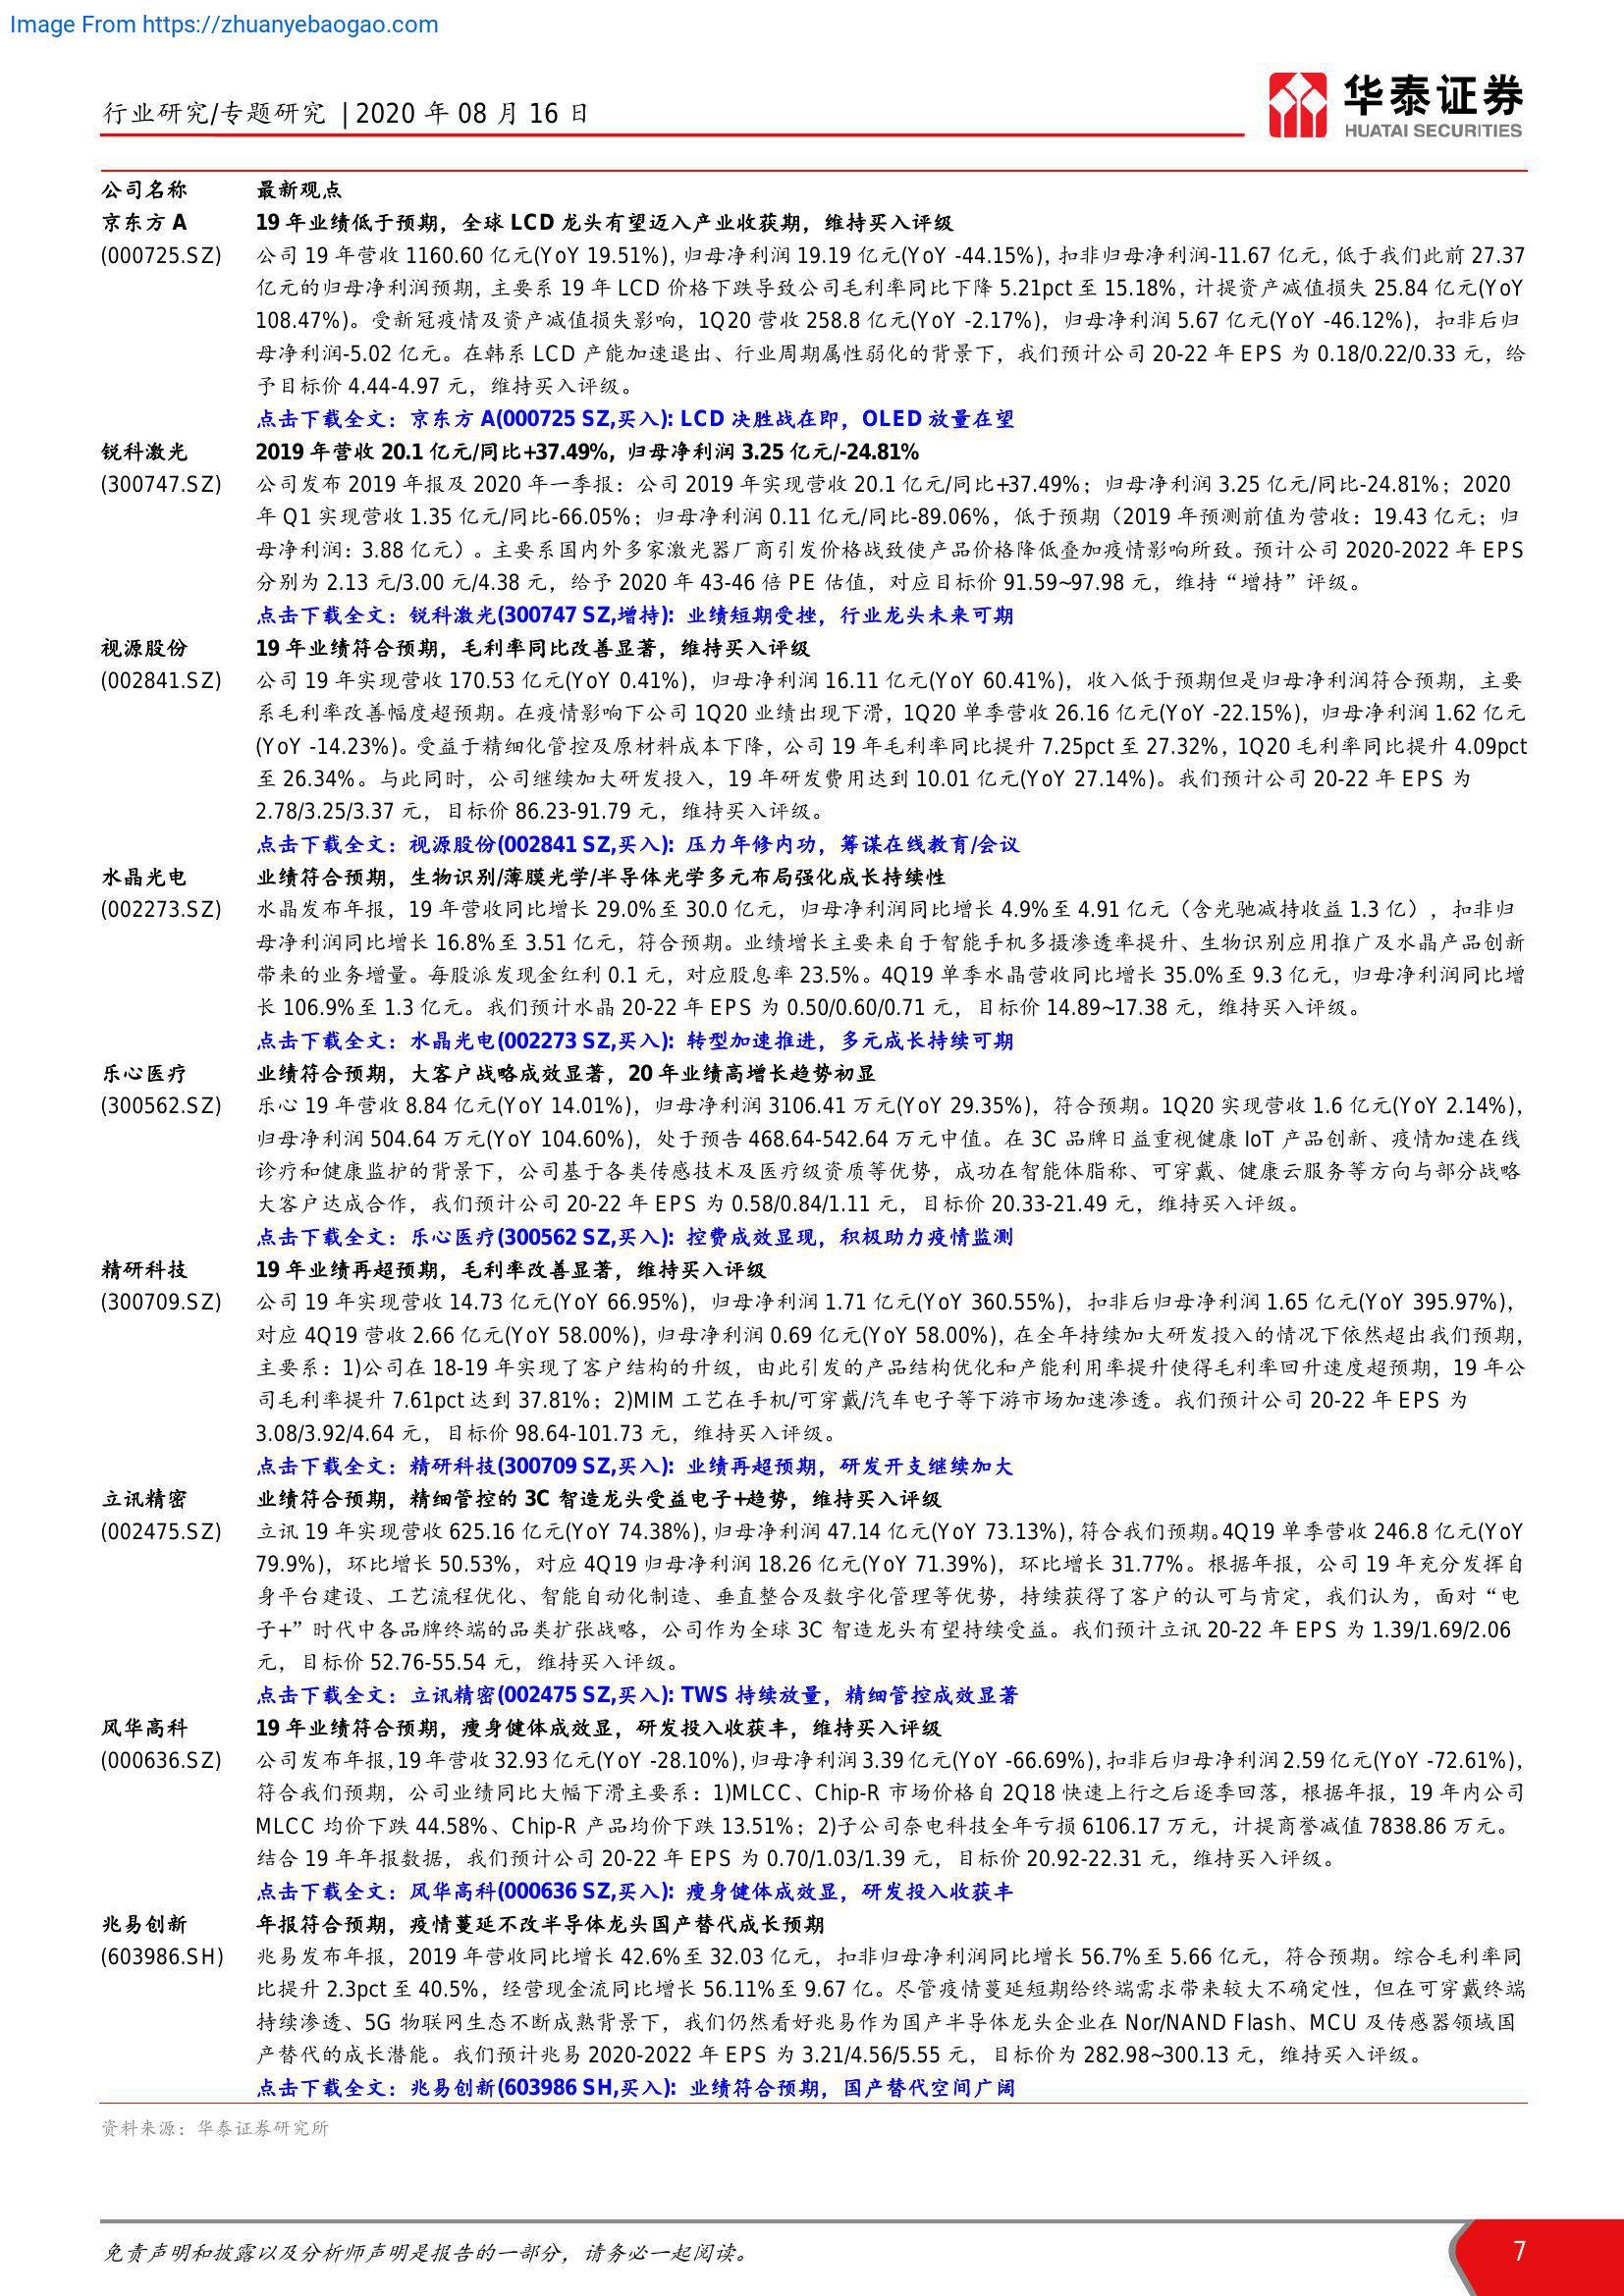 Image From https://zhuanyebaogao.com
行业研究/专题研究 | 2020 年 08 月 16 日
华泰证券
HUATAI SECURITIES
公司名称 最新观点
京东方 A 19 年业绩低于预期，全球 LCD 龙头有望迈入产业收获期，维持买入评级
(000725.SZ) 公司 19 年营收 1160.60 亿元(YoY 19.51%)，归母净利润 19.19 亿元(YoY -44.15%)，扣非归母净利润-11.67 亿元，低于我们此前 27.37
亿元的归母净利润预期，主要系 19 年 LCD 价格下跌导致公司毛利率同比下降 5.21pct 至 15.18%，计提资产减值损失 25.84 亿元(YoY
108.47%)。受新冠疫情及资产减值损失影响，1Q20 营收 258.8 亿元(YoY -2.17%)，归母净利润 5.67 亿元(YoY -46.12%)，扣非后归
母净利润-5.02 亿元。在韩系 LCD 产能加速退出、行业周期属性弱化的背景下，我们预计公司 20-22 年 EPS 为 0.18/0.22/0.33 元，给
予目标价 4.44-4.97 元，维持买入评级。
点击下载全文：京东方 A(000725 SZ,买入): LCD 决胜战在即，OLED 放量在望
锐科激光 2019 年营收 20.1 亿元/同比+37.49%，归母净利润 3.25 亿元/-24.81%
(300747.SZ) 公司发布 2019 年报及 2020 年一季报：公司 2019 年实现营收 20.1 亿元/同比+37.49%；归母净利润 3.25 亿元/同比-24.81%；2020
年 Q1 实现营收 1.35 亿元/同比-66.05%；归母净利润 0.11 亿元/同比-89.06%，低于预期（2019 年预测前值为营收：19.43 亿元；归
母净利润：3.88 亿元）。主要系国内外多家激光器厂商引发价格战致使产品价格降低叠加疫情影响所致。预计公司 2020-2022 年 EPS
分别为 2.13 元/3.00 元/4.38 元，给予 2020 年 43-46 倍 PE 估值，对应目标价 91.59~97.98 元，维持“增持”评级。
点击下载全文：锐科激光(300747 SZ,增持): 业绩短期受挫，行业龙头未来可期
视源股份 19 年业绩符合预期，毛利率同比改善显著，维持买入评级
(002841.SZ) 公司 19 年实现营收 170.53 亿元(YoY 0.41%)，归母净利润 16.11 亿元(YoY 60.41%)，收入低于预期但是归母净利润符合预期，主要
系毛利率改善幅度超预期。在疫情影响下公司 1Q20 业绩出现下滑，1Q20 单季营收 26.16 亿元(YoY -22.15%)，归母净利润 1.62 亿元
(YoY -14.23%)。受益于精细化管控及原材料成本下降，公司 19 年毛利率同比提升 7.25pct 至 27.32%，1Q20 毛利率同比提升 4.09pct
至 26.34%。与此同时，公司继续加大研发投入，19 年研发费用达到 10.01 亿元(YoY 27.14%)。我们预计公司 20-22 年 EPS 为
2.78/3.25/3.37 元，目标价 86.23-91.79 元，维持买入评级。
点击下载全文：视源股份(002841 SZ,买入): 压力年修内功，筹谋在线教育/会议
水晶光电 业绩符合预期，生物识别/薄膜光学/半导体光学多元布局强化成长持续性
(002273.SZ) 水晶发布年报，19 年营收同比增长 29.0%至 30.0 亿元，归母净利润同比增长 4.9%至 4.91 亿元（含光驰减持收益 1.3 亿），扣非归
母净利润同比增长 16.8%至 3.51 亿元，符合预期。业绩增长主要来自于智能手机多摄渗透率提升、生物识别应用推广及水晶产品创新
带来的业务增量。每股派发现金红利 0.1 元，对应股息率 23.5%。4Q19 单季水晶营收同比增长 35.0%至 9.3 亿元，归母净利润同比增
长 106.9%至 1.3 亿元。我们预计水晶 20-22 年 EPS 为 0.50/0.60/0.71 元，目标价 14.89~17.38 元，维持买入评级。
点击下载全文：水晶光电(002273 SZ,买入): 转型加速推进，多元成长持续可期
乐心医疗 业绩符合预期，大客户战略成效显著，20 年业绩高增长趋势初显
(300562.SZ) 乐心 19 年营收 8.84 亿元(YoY 14.01%)，归母净利润 3106.41 万元(YoY 29.35%)，符合预期。1Q20 实现营收 1.6 亿元(YoY 2.14%)，
归母净利润 504.64 万元(YoY 104.60%)，处于预告 468.64-542.64 万元中值。在 3C 品牌日益重视健康 IoT 产品创新、疫情加速在线
诊疗和健康监护的背景下，公司基于各类传感技术及医疗级资质等优势，成功在智能体脂称、可穿戴、健康云服务等方向与部分战略
大客户达成合作，我们预计公司 20-22 年 EPS 为 0.58/0.84/1.11 元，目标价 20.33-21.49 元，维持买入评级。
点击下载全文：乐心医疗(300562 SZ,买入): 控费成效显现，积极助力疫情监测
精研科技 19 年业绩再超预期，毛利率改善显著，维持买入评级
(300709.SZ) 公司 19 年实现营收 14.73 亿元(YoY 66.95%)，归母净利润 1.71 亿元(YoY 360.55%)，扣非后归母净利润 1.65 亿元(YoY 395.97%)，
对应 4Q19 营收 2.66 亿元(YoY 58.00%)，归母净利润 0.69 亿元(YoY 58.00%)，在全年持续加大研发投入的情况下依然超出我们预期，
主要系：1)公司在 18-19 年实现了客户结构的升级，由此引发的产品结构优化和产能利用率提升使得毛利率回升速度超预期，19 年公
司毛利率提升 7.61pct 达到 37.81%；2)MIM 工艺在手机/可穿戴/汽车电子等下游市场加速渗透。我们预计公司 20-22 年 EPS 为
3.08/3.92/4.64 元，目标价 98.64-101.73 元，维持买入评级。
点击下载全文：精研科技(300709 SZ,买入): 业绩再超预期，研发开支继续加大
立讯精密 业绩符合预期，精细管控的 3C 智造龙头受益电子+趋势，维持买入评级
(002475.SZ) 立讯 19 年实现营收 625.16 亿元(YoY 74.38%)，归母净利润 47.14 亿元(YoY 73.13%)，符合我们预期。4Q19 单季营收 246.8 亿元(YoY
79.9%)，环比增长 50.53%，对应 4Q19 归母净利润 18.26 亿元(YoY 71.39%)，环比增长 31.77%。根据年报，公司 19 年充分发挥自
身平台建设、工艺流程优化、智能自动化制造、垂直整合及数字化管理等优势，持续获得了客户的认可与肯定，我们认为，面对“电
子+”时代中各品牌终端的品类扩张战略，公司作为全球 3C 智造龙头有望持续受益。我们预计立讯 20-22 年 EPS 为 1.39/1.69/2.06
元，目标价 52.76-55.54 元，维持买入评级。
点击下载全文：立讯精密(002475 SZ,买入): TWS 持续放量，精细管控成效显著
风华高科 19 年业绩符合预期，瘦身健体成效显，研发投入收获丰，维持买入评级
(000636.SZ) 公司发布年报，19 年营收 32.93 亿元(YoY -28.10%)，归母净利润 3.39 亿元(YoY -66.69%)，扣非后归母净利润 2.59 亿元(YoY -72.61%)，
符合我们预期，公司业绩同比大幅下滑主要系：1)MLCC、Chip-R 市场价格自 2Q18 快速上行之后逐季回落，根据年报，19 年内公司
MLCC 均价下跌 44.58%、Chip-R 产品均价下跌 13.51%；2)子公司奈电科技全年亏损 6106.17 万元，计提商誉减值 7838.86 万元。
结合 19 年年报数据，我们预计公司 20-22 年 EPS 为 0.70/1.03/1.39 元，目标价 20.92-22.31 元，维持买入评级。
点击下载全文：风华高科(000636 SZ,买入): 瘦身健体成效显，研发投入收获丰
兆易创新 年报符合预期，疫情蔓延不改半导体龙头国产替代成长预期
(603986.SH) 兆易发布年报，2019 年营收同比增长 42.6%至 32.03 亿元，扣非归母净利润同比增长 56.7%至 5.66 亿元，符合预期。综合毛利率同
比提升 2.3pct 至 40.5%，经营现金流同比增长 56.11%至 9.67 亿。尽管疫情蔓延短期给终端需求带来较大不确定性，但在可穿戴终端
持续渗透、5G 物联网生态不断成熟背景下，我们仍然看好兆易作为国产半导体龙头企业在 Nor/NAND Flash、MCU 及传感器领域国
产替代的成长潜能。我们预计兆易 2020-2022 年 EPS 为 3.21/4.56/5.55 元，目标价为 282.98~300.13 元，维持买入评级。
点击下载全文：兆易创新(603986 SH,买入): 业绩符合预期，国产替代空间广阔
资料来源：华泰证券研究所
免责声明和披露以及分析师声明是报告的一部分，请务必一起阅读。
7